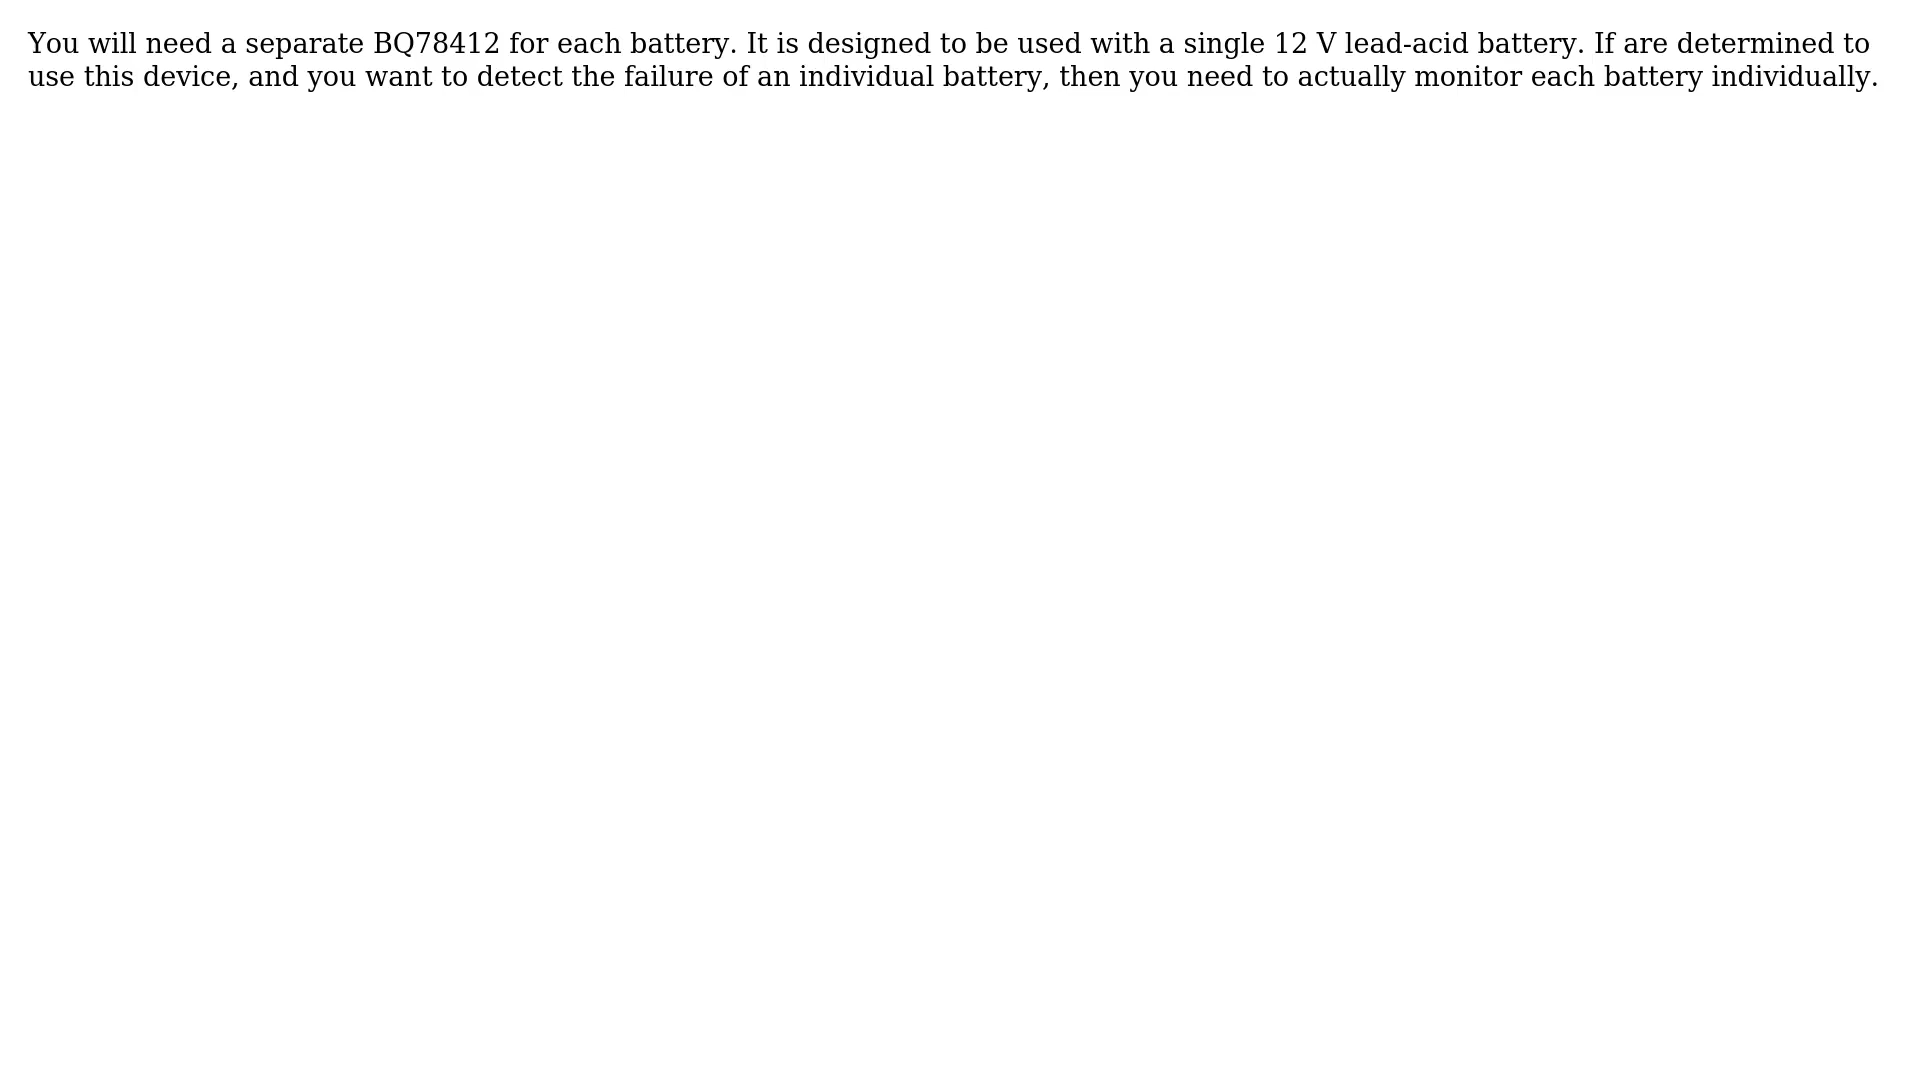 You will need a separate BQ78412 for each battery. It is designed to be used with a single 12 V lead-acid battery. If are determined to
use this device, and you want to detect the failure of an individual battery, then you need to actually monitor each battery individually.